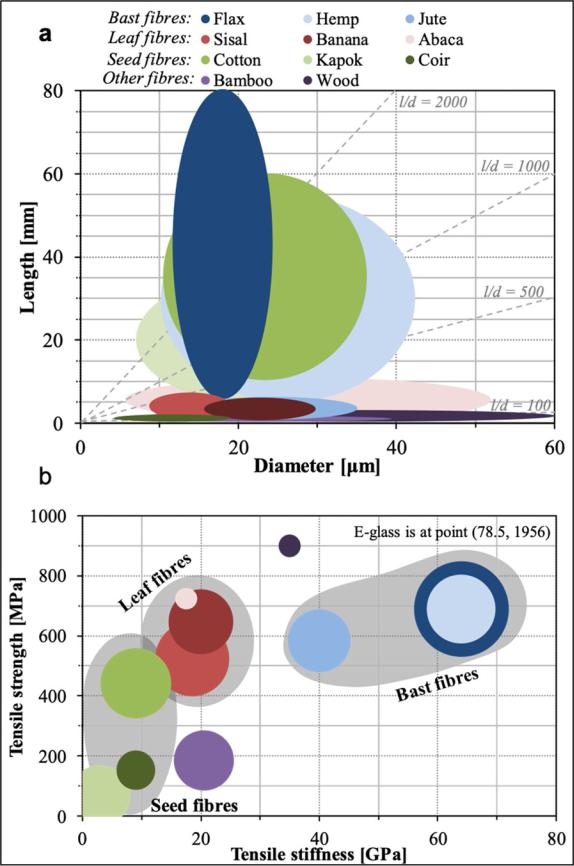 a
Bast fibres: Flax Hemp Jute
Leaf fibres: Sisal Banana Abaca
Seed fibres: Cotton Kapok Coir
Other fibres: Bamboo Wood
80
60
40
20
0
Length [mm]
l/d = 2000
l/d = 1000
l/d = 500
l/d = 100
0 20 40 60
Diameter [µm]
b
1000
800
600
400
200
0
Tensile strength [MPa]
E-glass is at point (78.5, 1956)
Leaf fibres
Bast fibres
Seed fibres
0 20 40 60 80
Tensile stiffness [GPa]